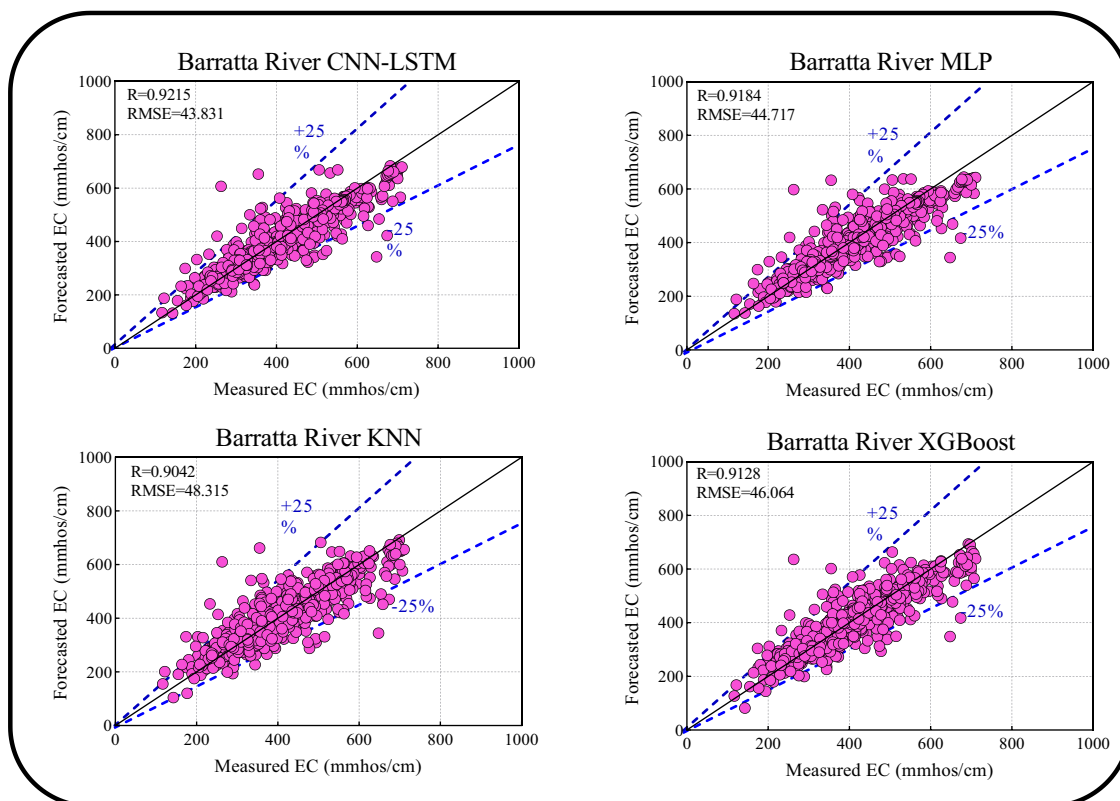 Barratta River CNN-LSTM
R=0.9215
RMSE=43.831
+25
%
-25
%
1000
800
600
400
200
0
0 200 400 600 800 1000
Forecasted EC (mmhos/cm)
Measured EC (mmhos/cm)
Barratta River MLP
R=0.9184
RMSE=44.717
+25
%
-25%
1000
800
600
400
200
0
0 200 400 600 800 1000
Forecasted EC (mmhos/cm)
Measured EC (mmhos/cm)
Barratta River KNN
R=0.9042
RMSE=48.315
+25
%
-25%
1000
800
600
400
200
0
0 200 400 600 800 1000
Forecasted EC (mmhos/cm)
Measured EC (mmhos/cm)
Barratta River XGBoost
R=0.9128
RMSE=46.064
+25
%
-25%
1000
800
600
400
200
0
0 200 400 600 800 1000
Forecasted EC (mmhos/cm)
Measured EC (mmhos/cm)